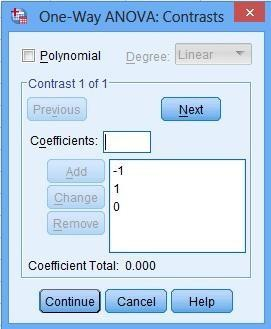 One-Way ANOVA: Contrasts
Polynomial Degree: Linear
Contrast 1 of 1
Previous Next
Coefficients:
Add
Change
Remove
-1
1
0
Coefficient Total: 0.000
Continue Cancel Help